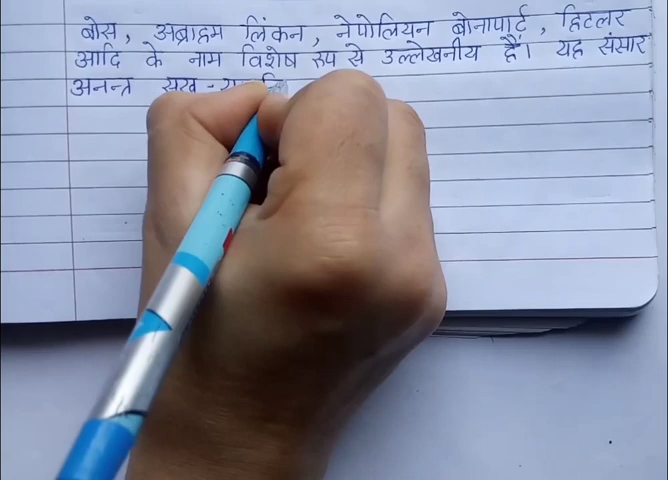 बोस, अब्राहम लिंकन, नेपोलियन बोनापार्ट, हिटलर
आदि के नाम विशेष रूप से उल्लेखनीय हैं। यह संसार
अनन्त सुख -